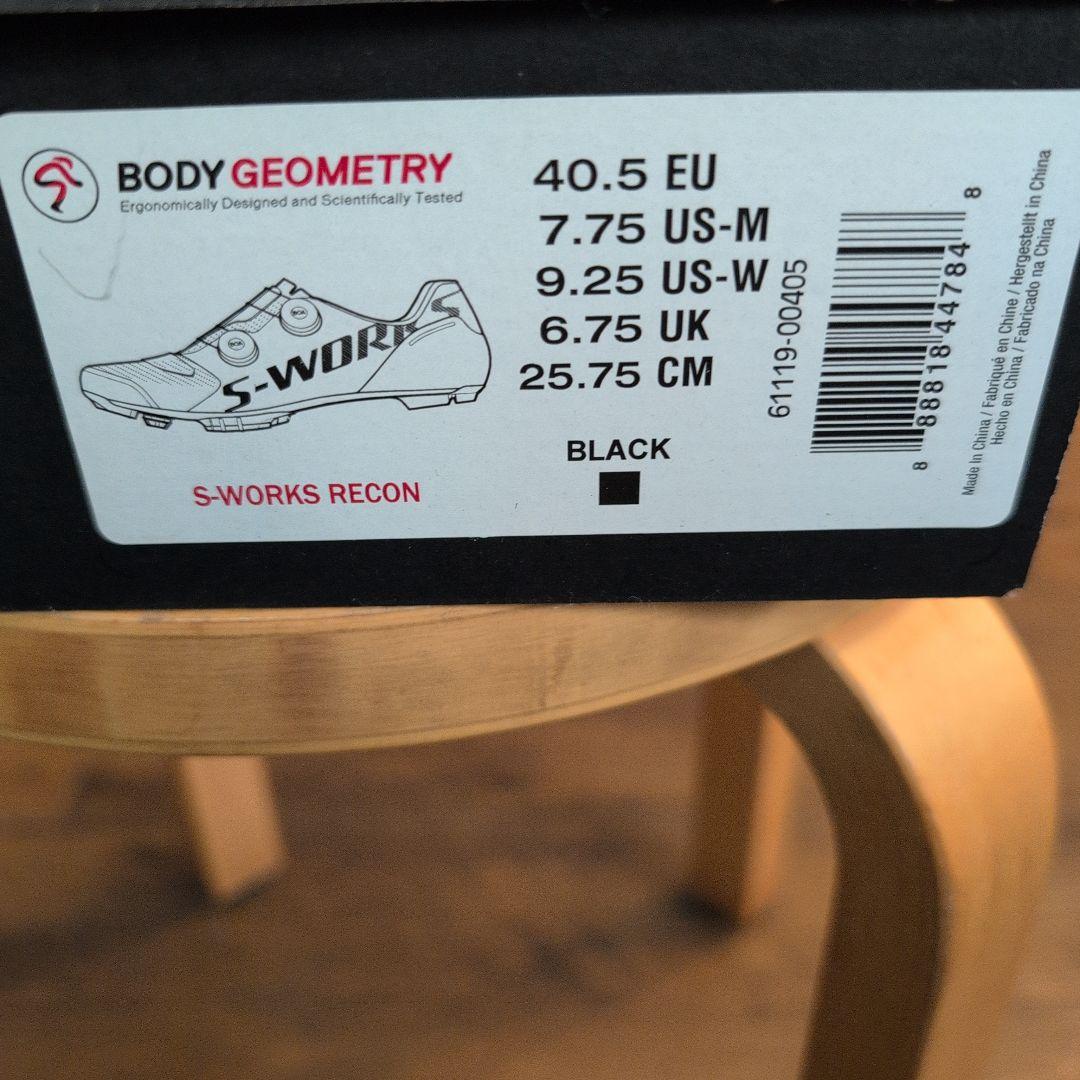 BODY GEOMETRY
Ergonomically Designed and Scientifically Tested
BOA
BOA
S-WORKS
S-WORKS RECON
40.5 EU
7.75 US-M
9.25 US-W
6.75 UK
25.75 CM
BLACK
61119-00405
8 88818 44784 8
Made In China / Fabriqué en Chine / Hergestellt in China
Hecho en China / Fabricado na China